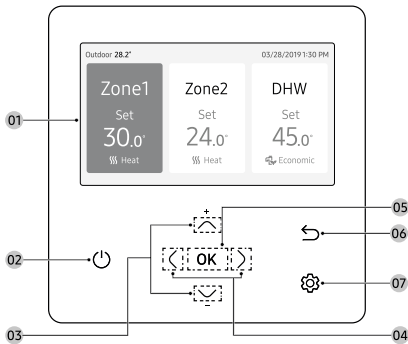 Outdoor 28.2° 03/28/2019 1:30 PM
Zone1 Zone2 DHW
Set Set Set
30.0° 24.0° 45.0°
Heat Heat Economic
01
05
+
06
02
OK
07
−
03
04